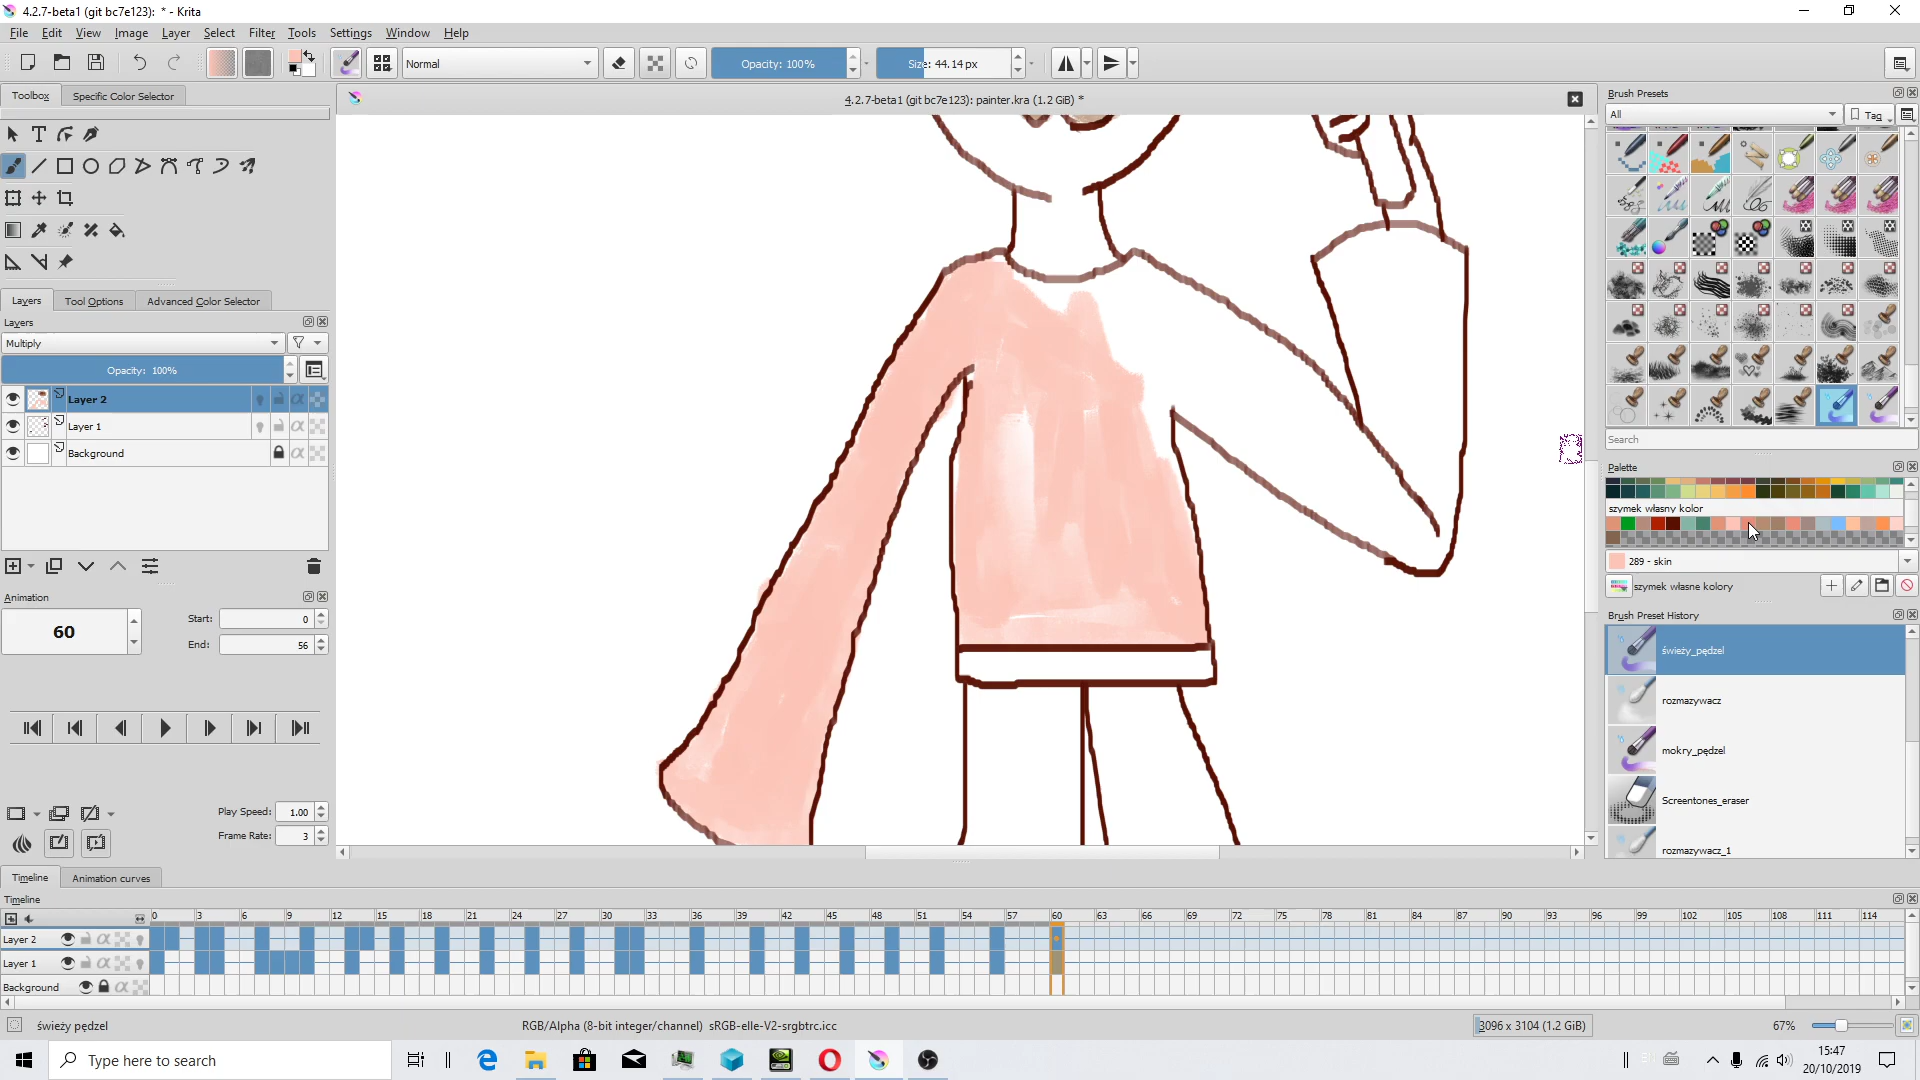 4.2.7-beta1 (git bc7e123): * - Krita
File Edit View Image Layer Select Filter Tools Settings Window Help
Normal
Opacity: 100%
Size: 44.14 px
Toolbox
Specific Color Selector
4.2.7-beta1 (git bc7e123): painter.kra (1.2 GiB) *
Brush Presets
All
Tag
Layers
Tool Options
Advanced Color Selector
Layers
Multiply
Opacity: 100%
Layer 2
Layer 1
Background
Search
Palette
szymek własny kolor
289 - skin
szymek własne kolory
Animation
60
Start:
0
End:
56
Brush Preset History
świeży_pędzel
rozmazywacz
mokry_pędzel
Screentones_eraser
rozmazywacz_1
Play Speed:
1.00
Frame Rate:
3
Timeline
Animation curves
Timeline
0 3 6 9 12 15 18 21 24 27 30 33 36 39 42 45 48 51 54 57 60 63 66 69 72 75 78 81 84 87 90 93 96 99 102 105 108 111 114
Layer 2
Layer 1
Background
świeży pędzel
RGB/Alpha (8-bit integer/channel) sRGB-elle-V2-srgbtrc.icc
3096 x 3104 (1.2 GiB)
67%
Type here to search
15:47
20/10/2019